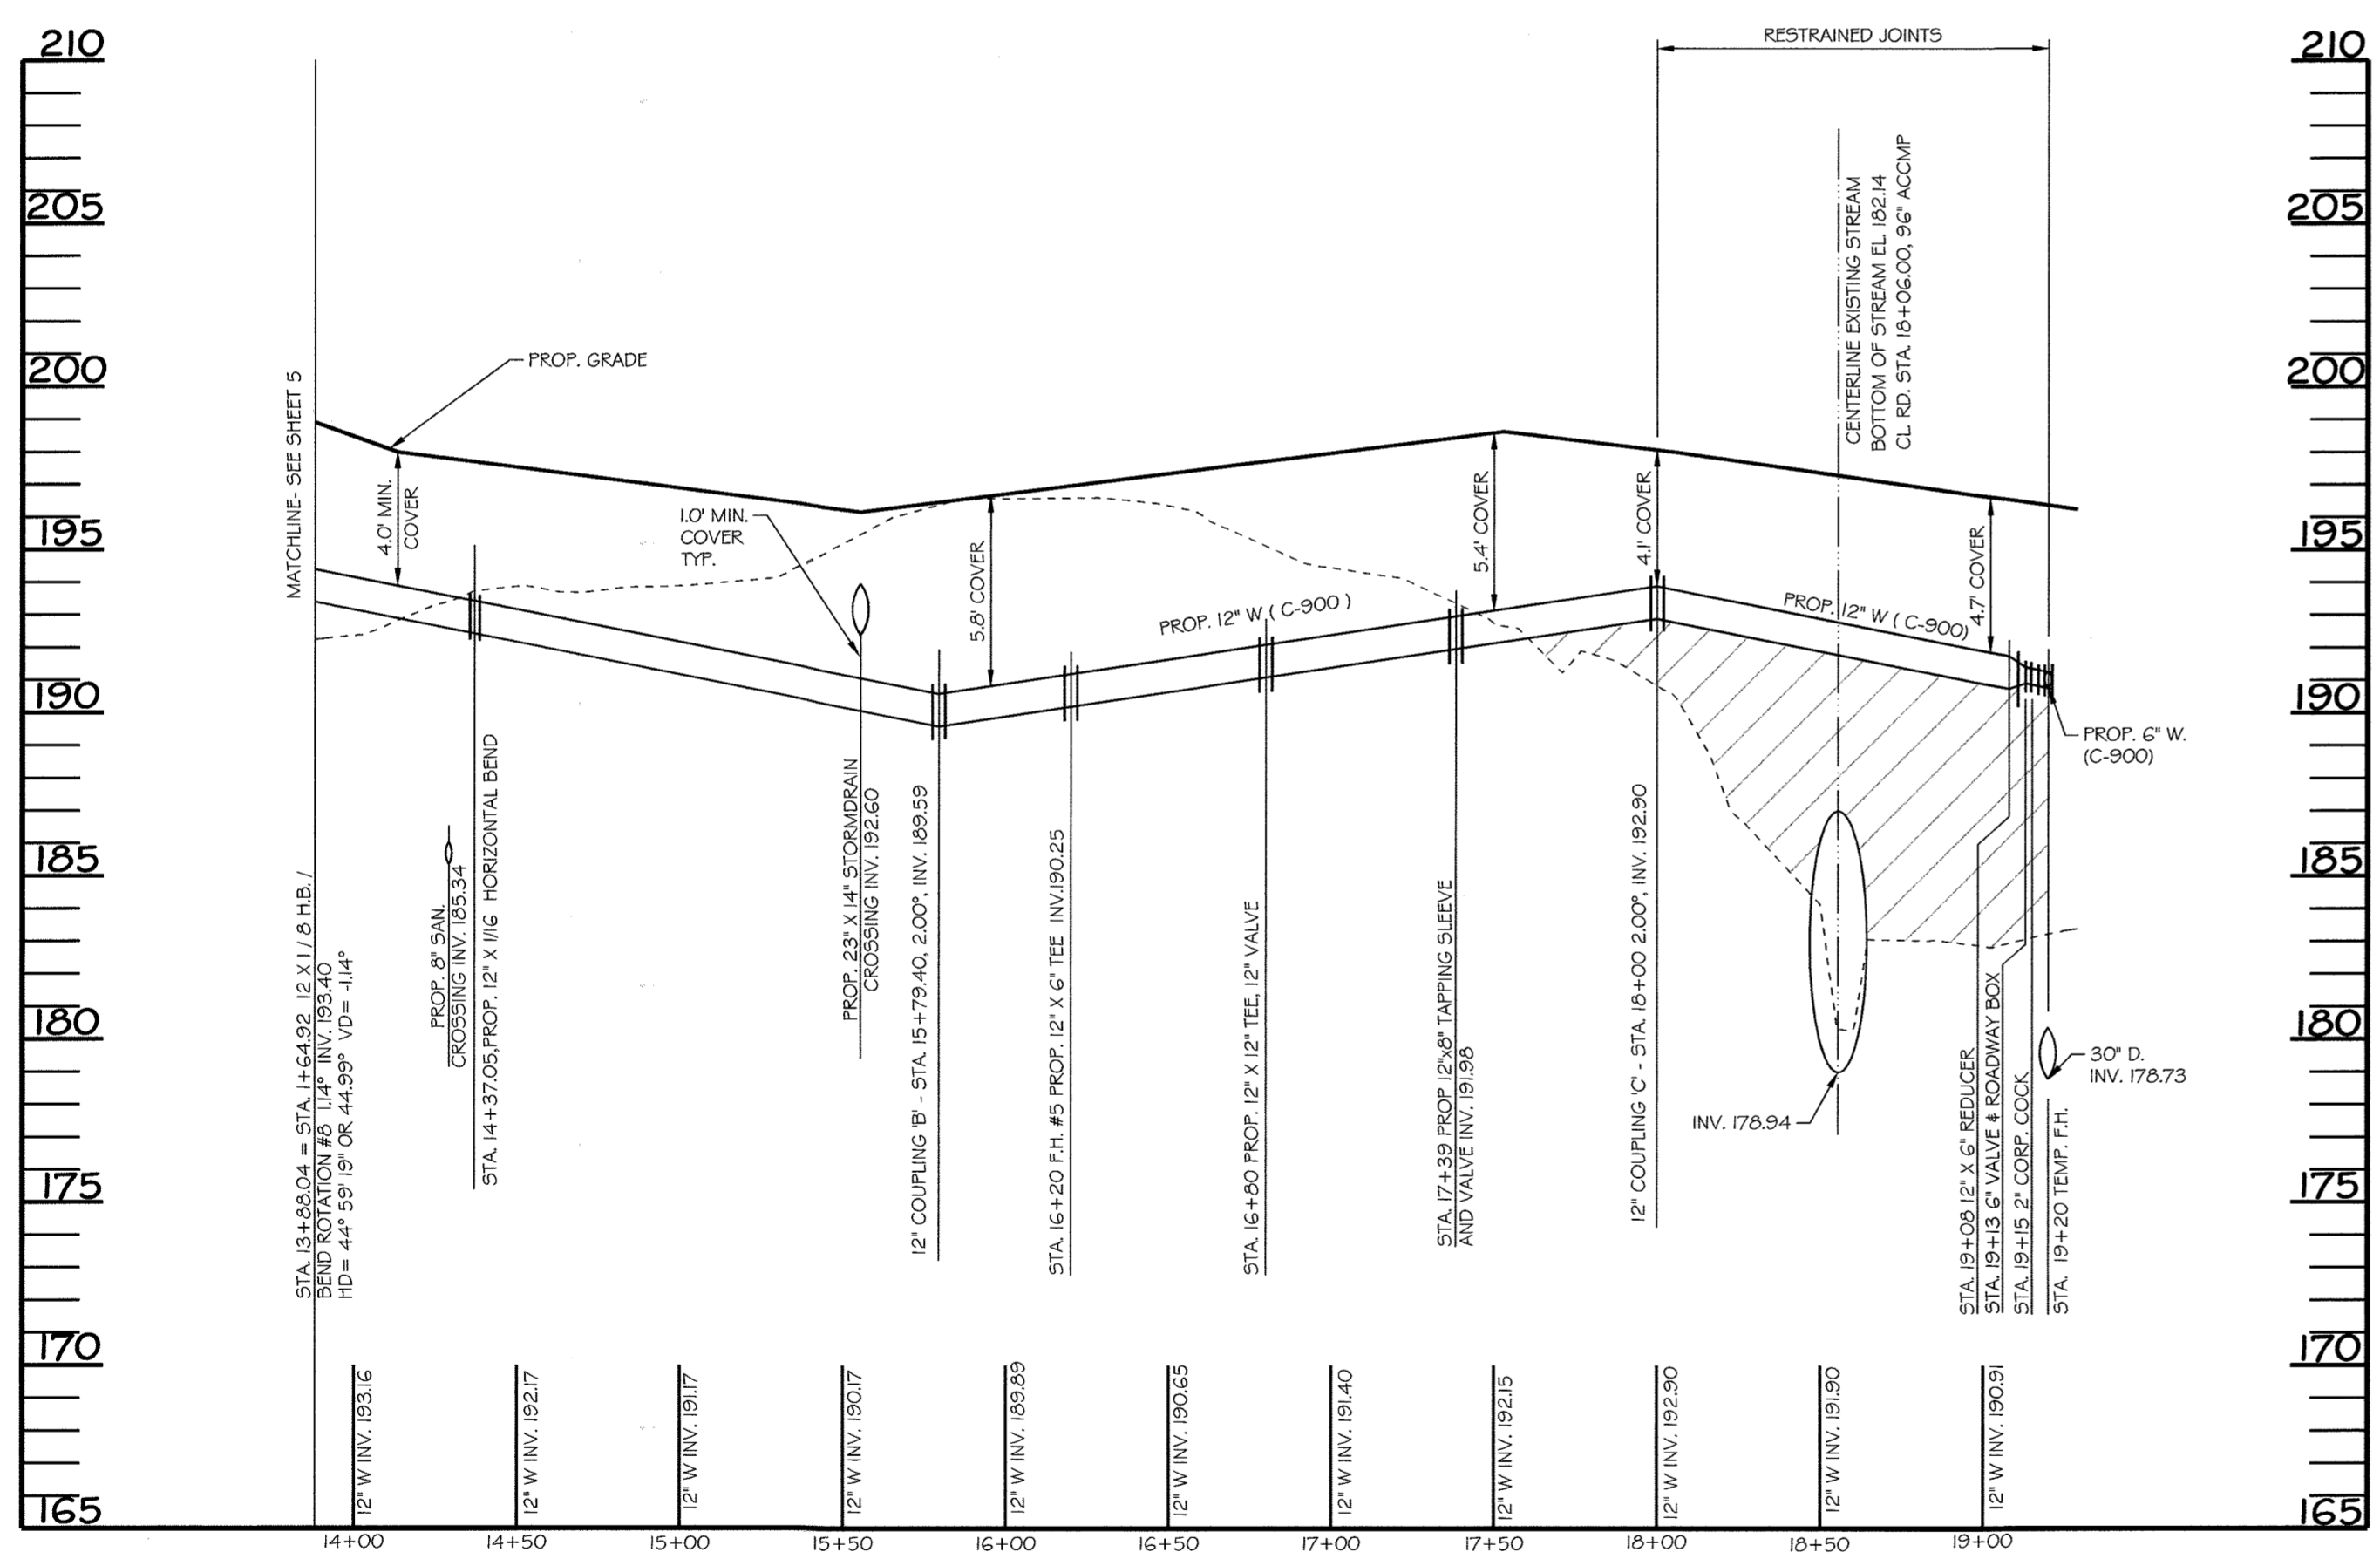 210
205
200
195
190
185
180
175
170
165
210
205
200
195
190
185
180
175
170
165
RESTRAINED JOINTS
MATCHLINE- SEE SHEET 5
PROP. GRADE
4.0' MIN.
COVER
1.0' MIN.
COVER
TYP.
5.8' COVER
PROP. 12" W ( C-900 )
5.4' COVER
4.1' COVER
CENTERLINE EXISTING STREAM
BOTTOM OF STREAM EL. 182.14
CL RD. STA. 18+06.00, 96" ACCMP
PROP. 12" W ( C-900)
4.7' COVER
PROP. 6" W.
(C-900)
STA. 13+88.04 = STA. 1+64.92 12 X 1 / 8 H.B. /
BEND ROTATION #8 1.14° INV. 193.40
HD= 44° 59' 19" OR 44.99° VD= -1.14°
PROP. 8" SAN.
CROSSING INV. 185.34
STA. 14+37.05,PROP. 12" X 1/16 HORIZONTAL BEND
PROP. 23" X 14" STORMDRAIN
CROSSING INV. 192.60
12" COUPLING 'B' - STA. 15+79.40, 2.00°, INV. 189.59
STA. 16+20 F.H. #5 PROP. 12" X 6" TEE INV.190.25
STA. 16+80 PROP. 12" X 12" TEE, 12" VALVE
STA. 17+39 PROP 12"x8" TAPPING SLEEVE
AND VALVE INV. 191.98
12" COUPLING 'C' - STA. 18+00 2.00°, INV. 192.90
INV. 178.94
STA. 19+08 12" X 6" REDUCER
STA. 19+13 6" VALVE & ROADWAY BOX
STA. 19+15 2" CORP. COCK
STA. 19+20 TEMP. F.H.
30" D.
INV. 178.73
12" W INV. 193.16
12" W INV. 192.17
12" W INV. 191.17
12" W INV. 190.17
12" W INV. 189.89
12" W INV. 190.65
12" W INV. 191.40
12" W INV. 192.15
12" W INV. 192.90
12" W INV. 191.90
12" W INV. 190.91
14+00
14+50
15+00
15+50
16+00
16+50
17+00
17+50
18+00
18+50
19+00